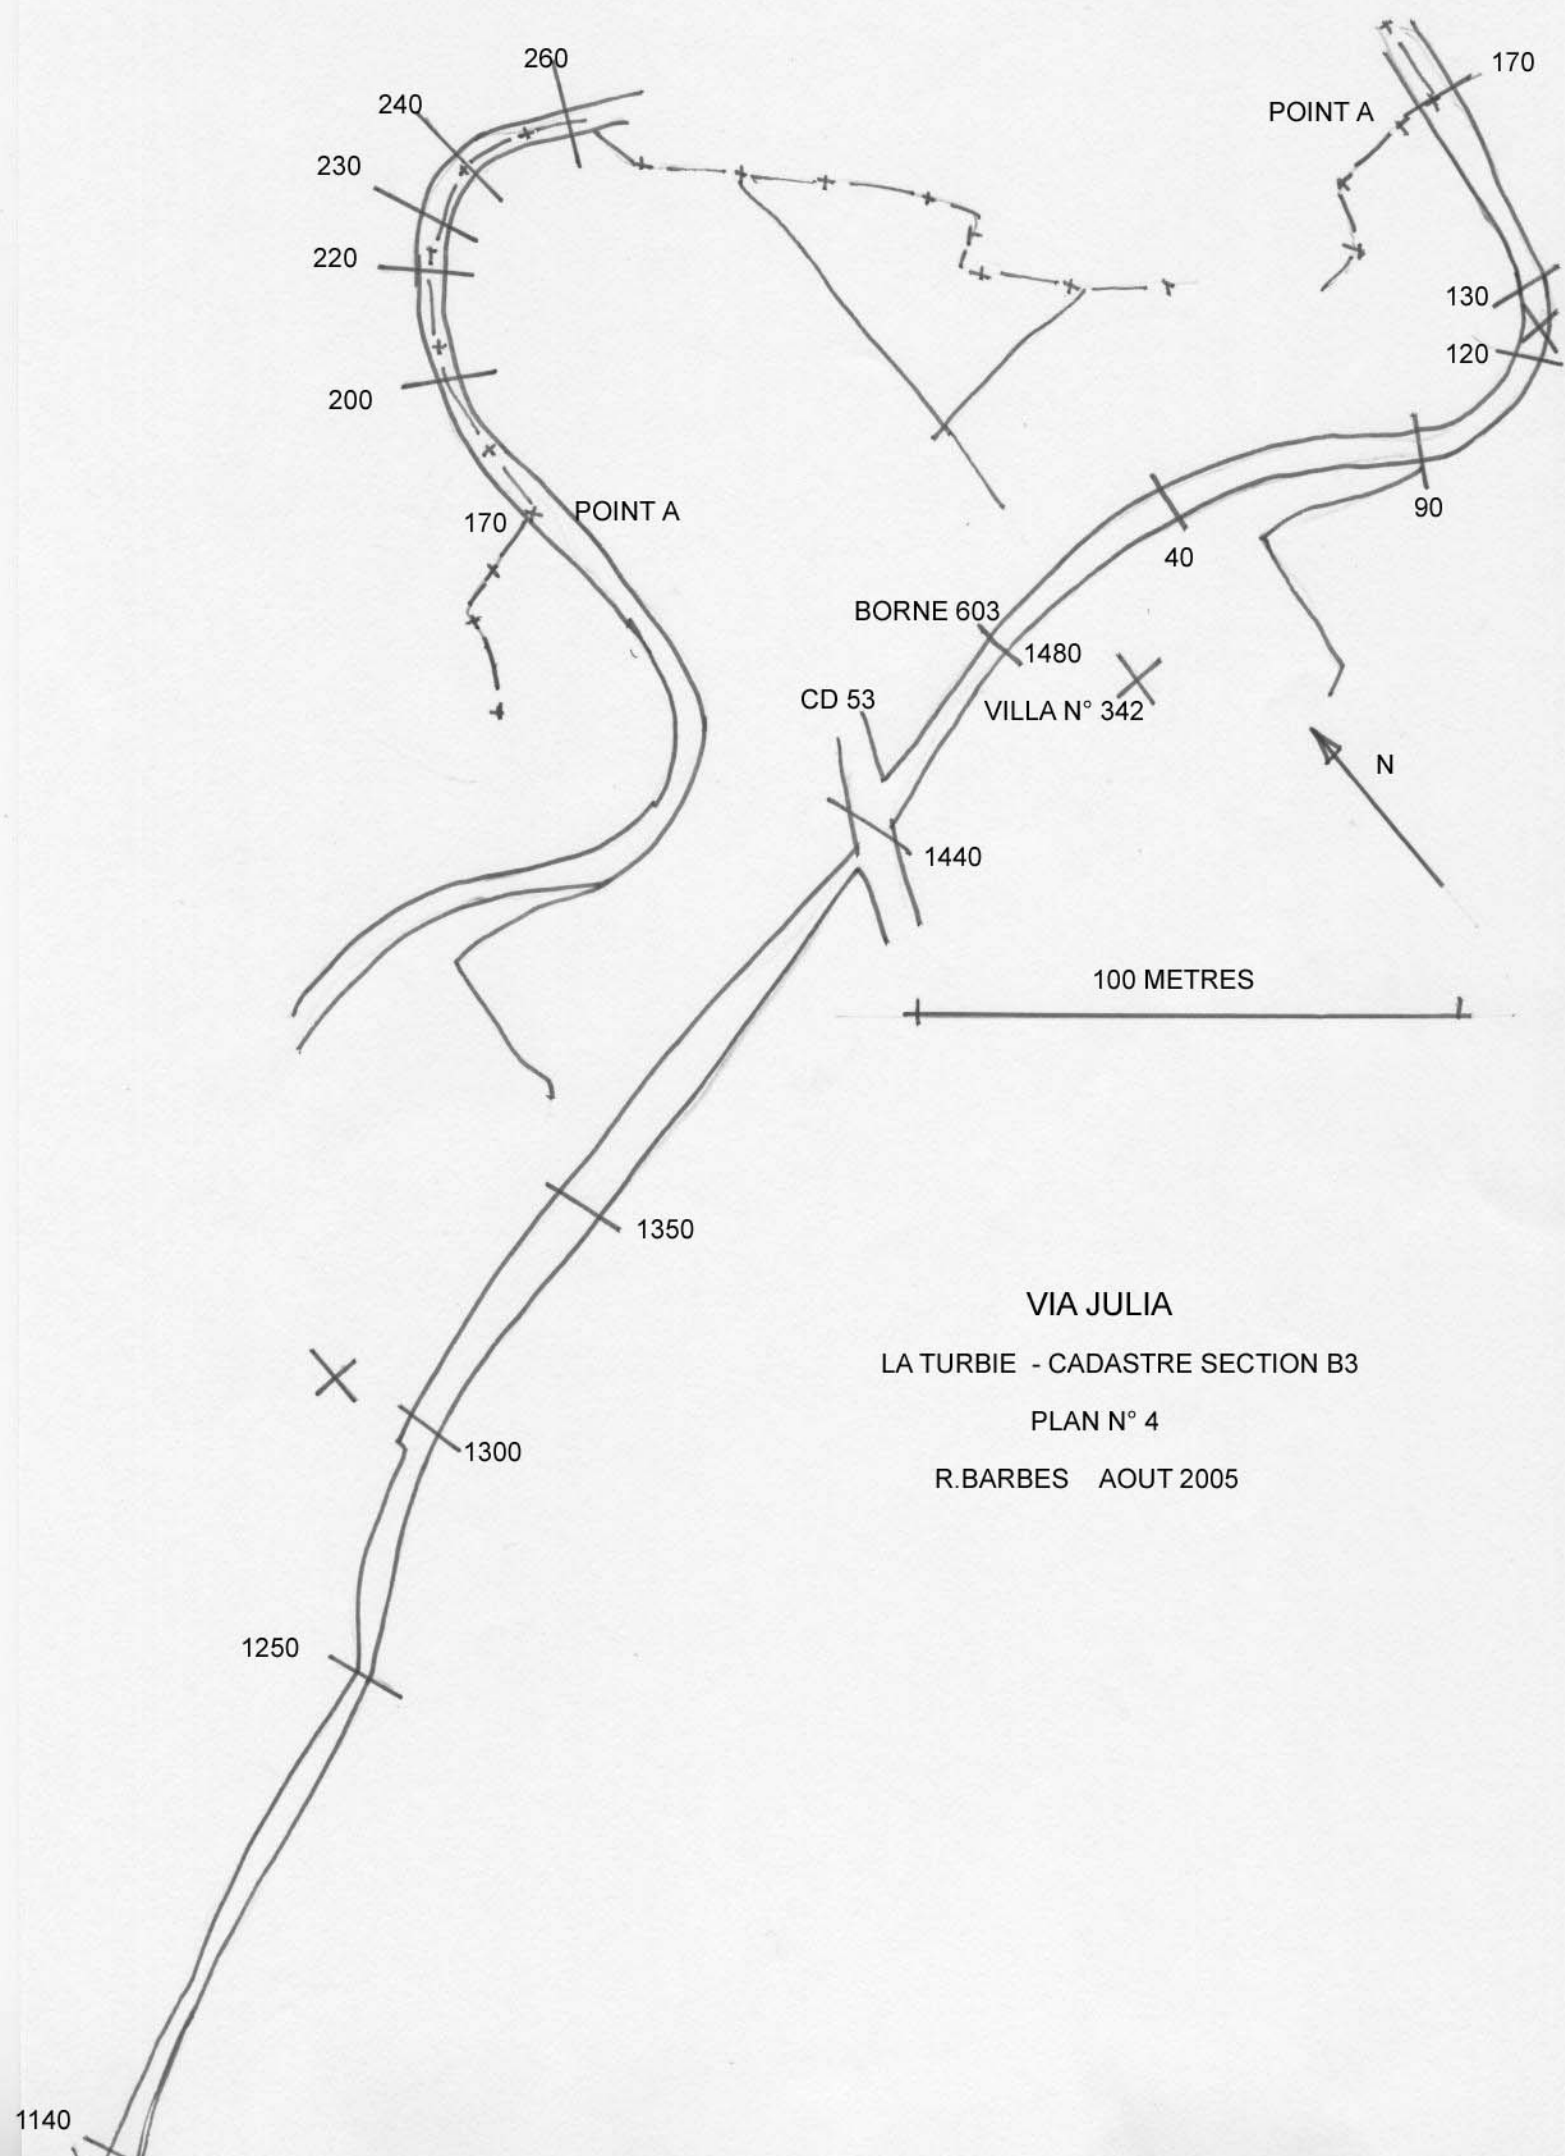 260
170
240
POINT A
230
220
130
120
200
90
POINT A
170
40
BORNE 603
1480
CD 53
VILLA N° 342
N
1440
100 METRES
1350
VIA JULIA
LA TURBIE - CADASTRE SECTION B3
PLAN N° 4
1300
R.BARBES AOUT 2005
1250
1140